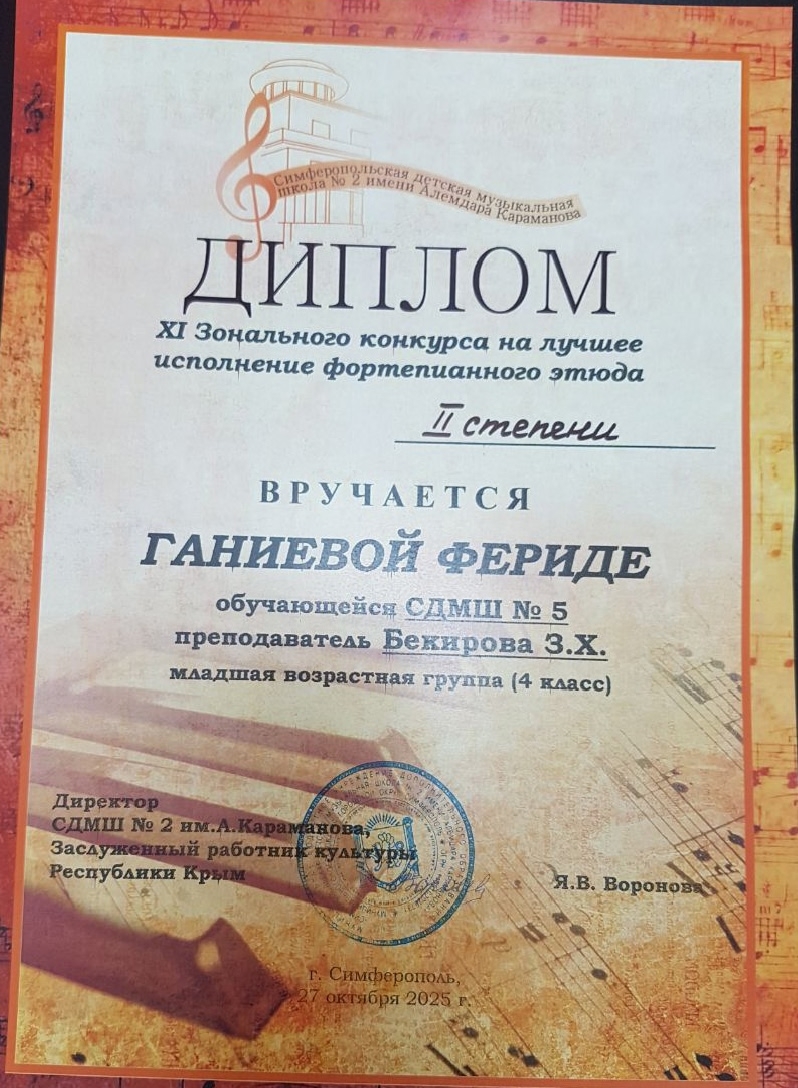 Симферопольская детская музыкальная
школа № 2 имени Алемдара Караманова
ДИПЛОМ
XI Зонального конкурса на лучшее
исполнение фортепианного этюда
II степени
ВРУЧАЕТСЯ
ГАНИЕВОЙ ФЕРИДЕ
обучающейся СДМШ № 5
преподаватель Бекирова З.Х.
младшая возрастная группа (4 класс)
Директор
СДМШ № 2 им.А.Караманова,
Заслуженный работник культуры
Республики Крым
Я.В. Воронова
г. Симферополь,
27 октября 2025 г.